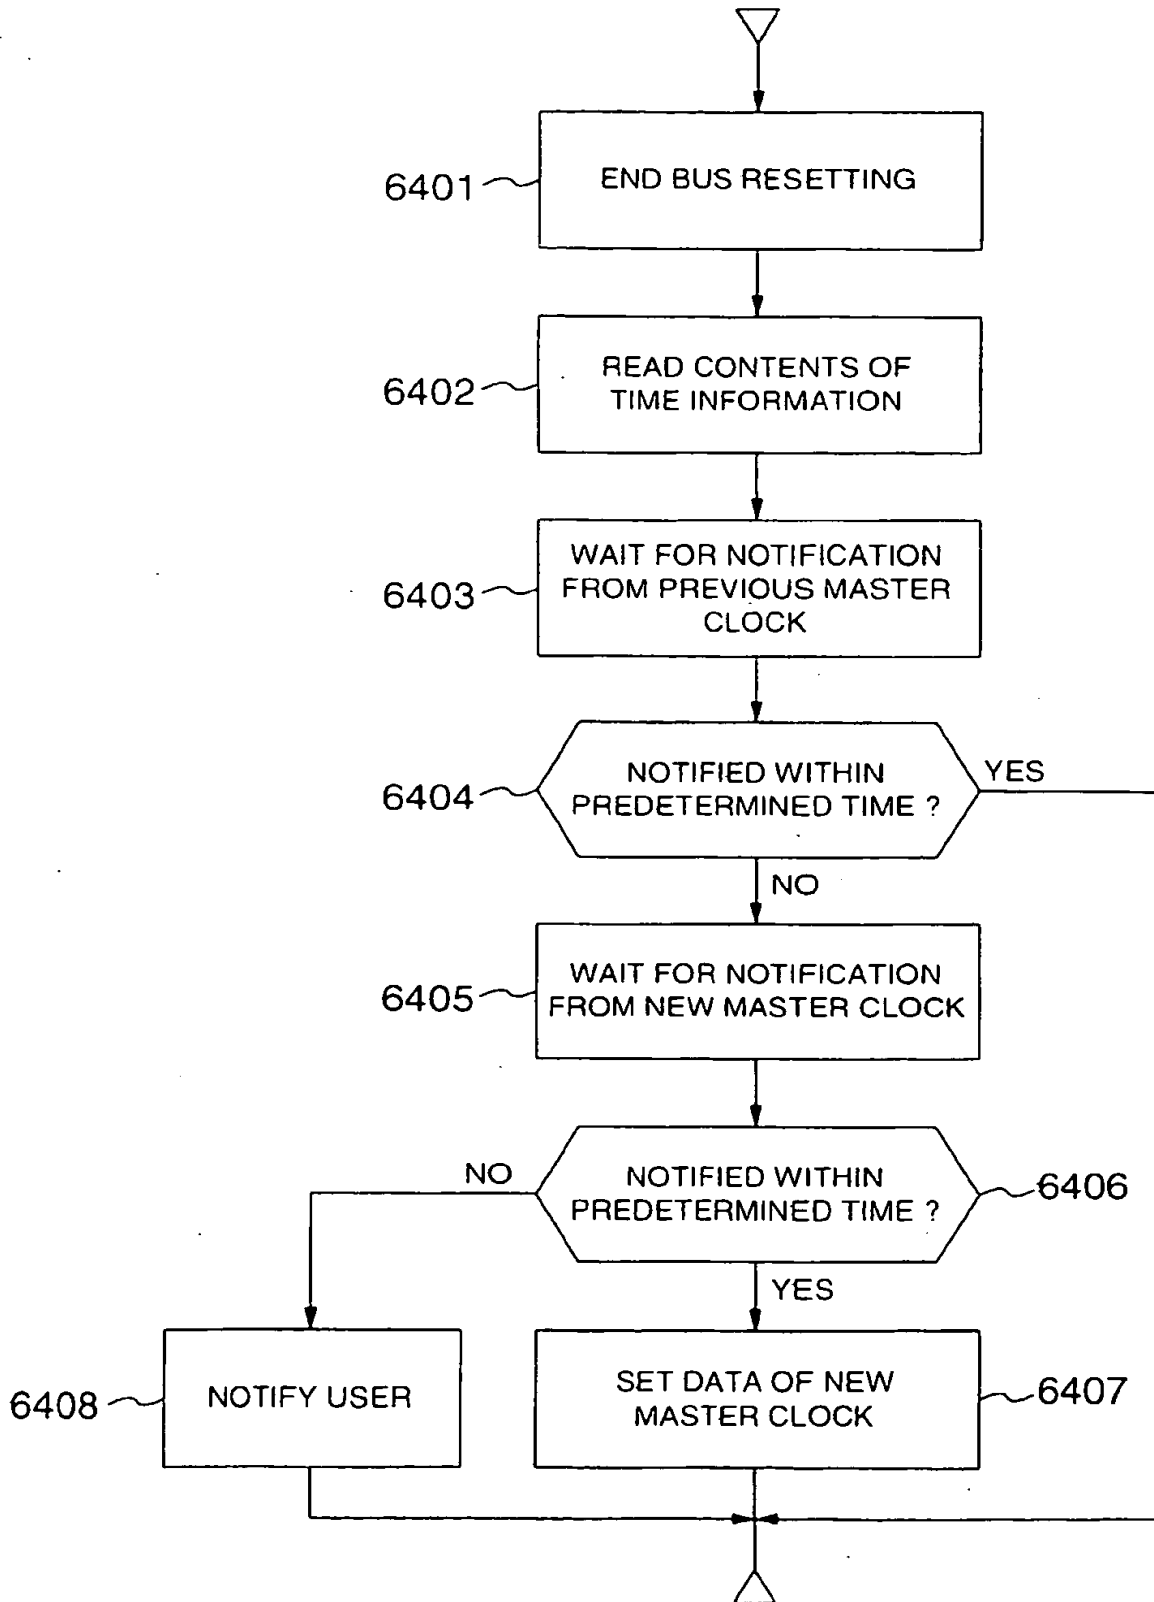 6401
END BUS RESETTING
6402
READ CONTENTS OF
TIME INFORMATION
6403
WAIT FOR NOTIFICATION
FROM PREVIOUS MASTER
CLOCK
6404
NOTIFIED WITHIN
PREDETERMINED TIME ?
YES
NO
6405
WAIT FOR NOTIFICATION
FROM NEW MASTER CLOCK
NO
NOTIFIED WITHIN
PREDETERMINED TIME ?
6406
YES
6408
NOTIFY USER
SET DATA OF NEW
MASTER CLOCK
6407